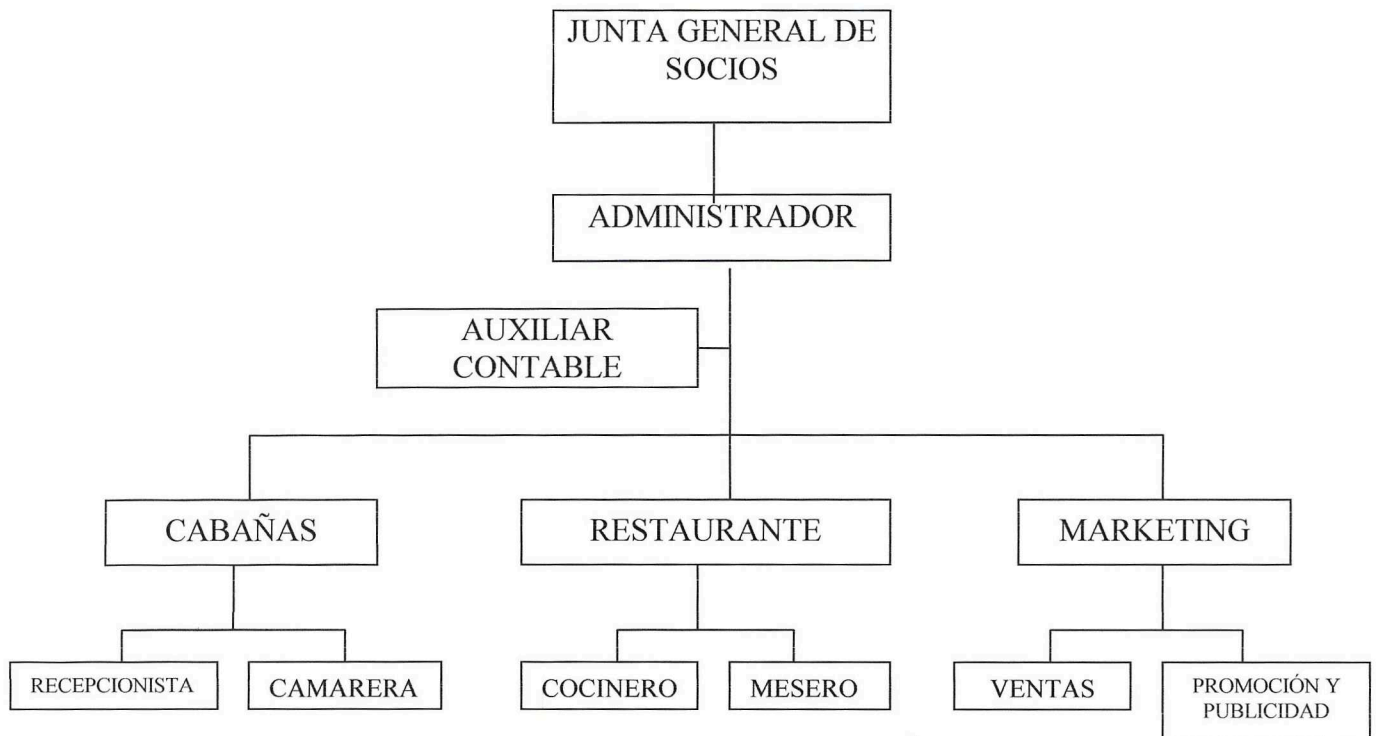 JUNTA GENERAL DE
SOCIOS
ADMINISTRADOR
AUXILIAR
CONTABLE
CABAÑAS
RESTAURANTE
MARKETING
RECEPCIONISTA
CAMARERA
COCINERO
MESERO
VENTAS
PROMOCIÓN Y
PUBLICIDAD